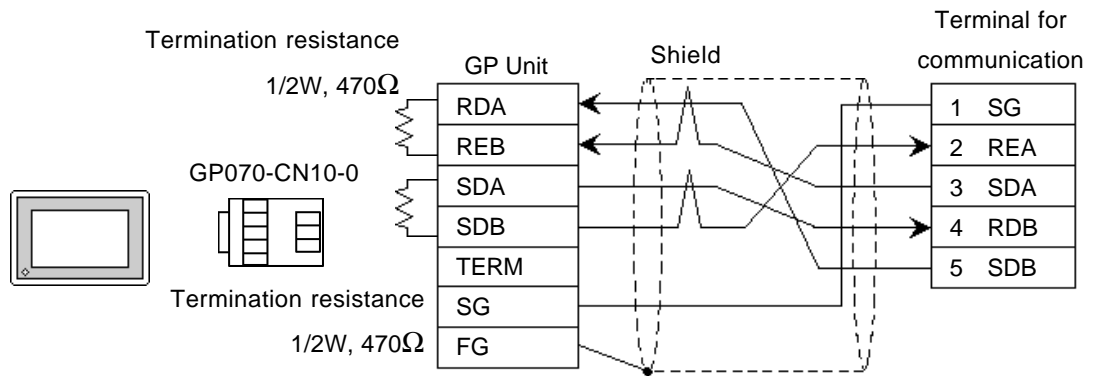 Termination resistance
1/2W, 470Ω
GP070-CN10-0
Termination resistance
1/2W, 470Ω
GP Unit
RDA
REB
SDA
SDB
TERM
SG
FG
Shield
Terminal for
communication
1 SG
2 REA
3 SDA
4 RDB
5 SDB